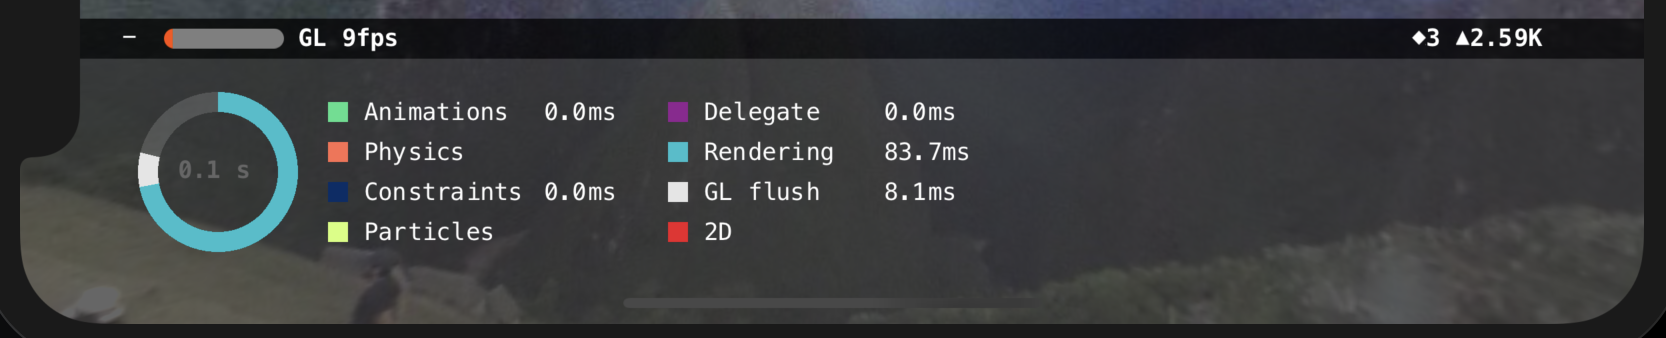 – GL 9fps ◆3 ▲2.59K
Animations 0.0ms Delegate 0.0ms
0.1 s Physics Rendering 83.7ms
Constraints 0.0ms GL flush 8.1ms
Particles 2D